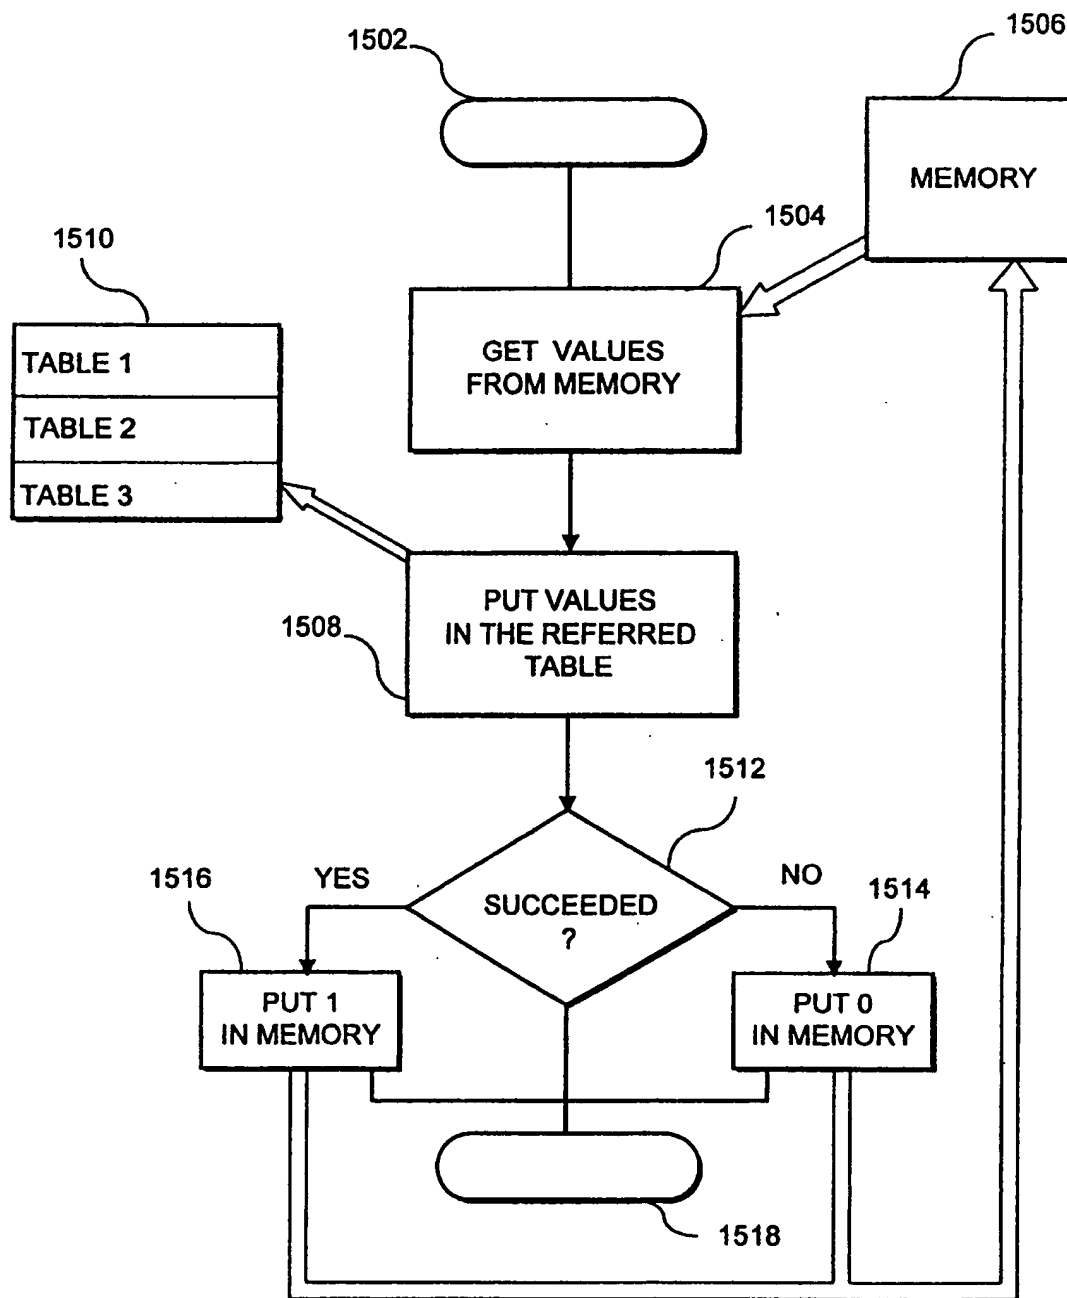 1502
1506
MEMORY
1504
1510
TABLE 1
TABLE 2
TABLE 3
GET VALUES
FROM MEMORY
1508
PUT VALUES
IN THE REFERRED
TABLE
1512
YES
NO
1516
1514
SUCCEEDED
?
PUT 1
IN MEMORY
PUT 0
IN MEMORY
1518